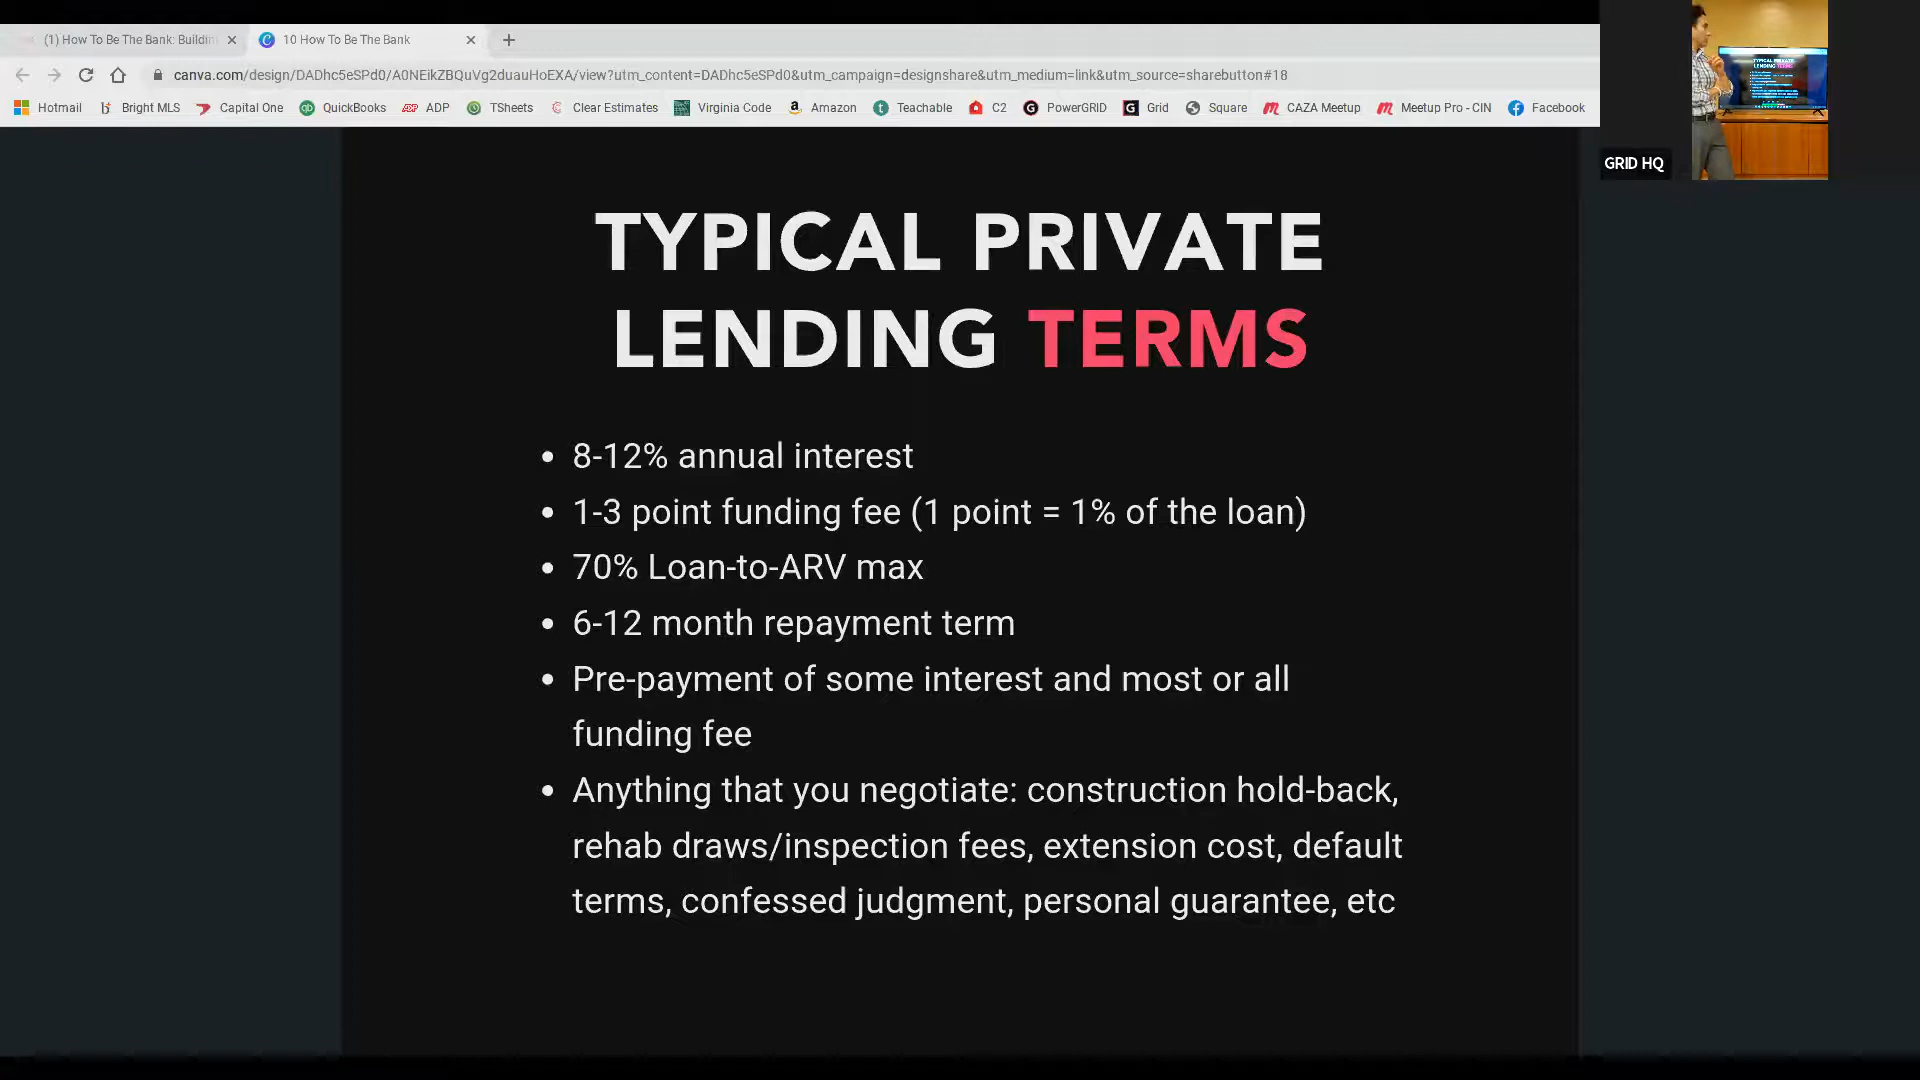 (1) How To Be The Bank: Buildin
10 How To Be The Bank
canva.com/design/DADhc5eSPd0/A0NEikZBQuVg2duauHoEXA/view?utm_content=DADhc5eSPd0&utm_campaign=designshare&utm_medium=link&utm_source=sharebutton#18
Hotmail Bright MLS Capital One QuickBooks ADP TSheets Clear Estimates Virginia Code Amazon Teachable C2 PowerGRID Grid Square CAZA Meetup Meetup Pro - CIN Facebook
TYPICAL PRIVATE
LENDING TERMS
GRID HQ
TYPICAL PRIVATE
LENDING TERMS
• 8-12% annual interest
• 1-3 point funding fee (1 point = 1% of the loan)
• 70% Loan-to-ARV max
• 6-12 month repayment term
• Pre-payment of some interest and most or all
funding fee
• Anything that you negotiate: construction hold-back,
rehab draws/inspection fees, extension cost, default
terms, confessed judgment, personal guarantee, etc